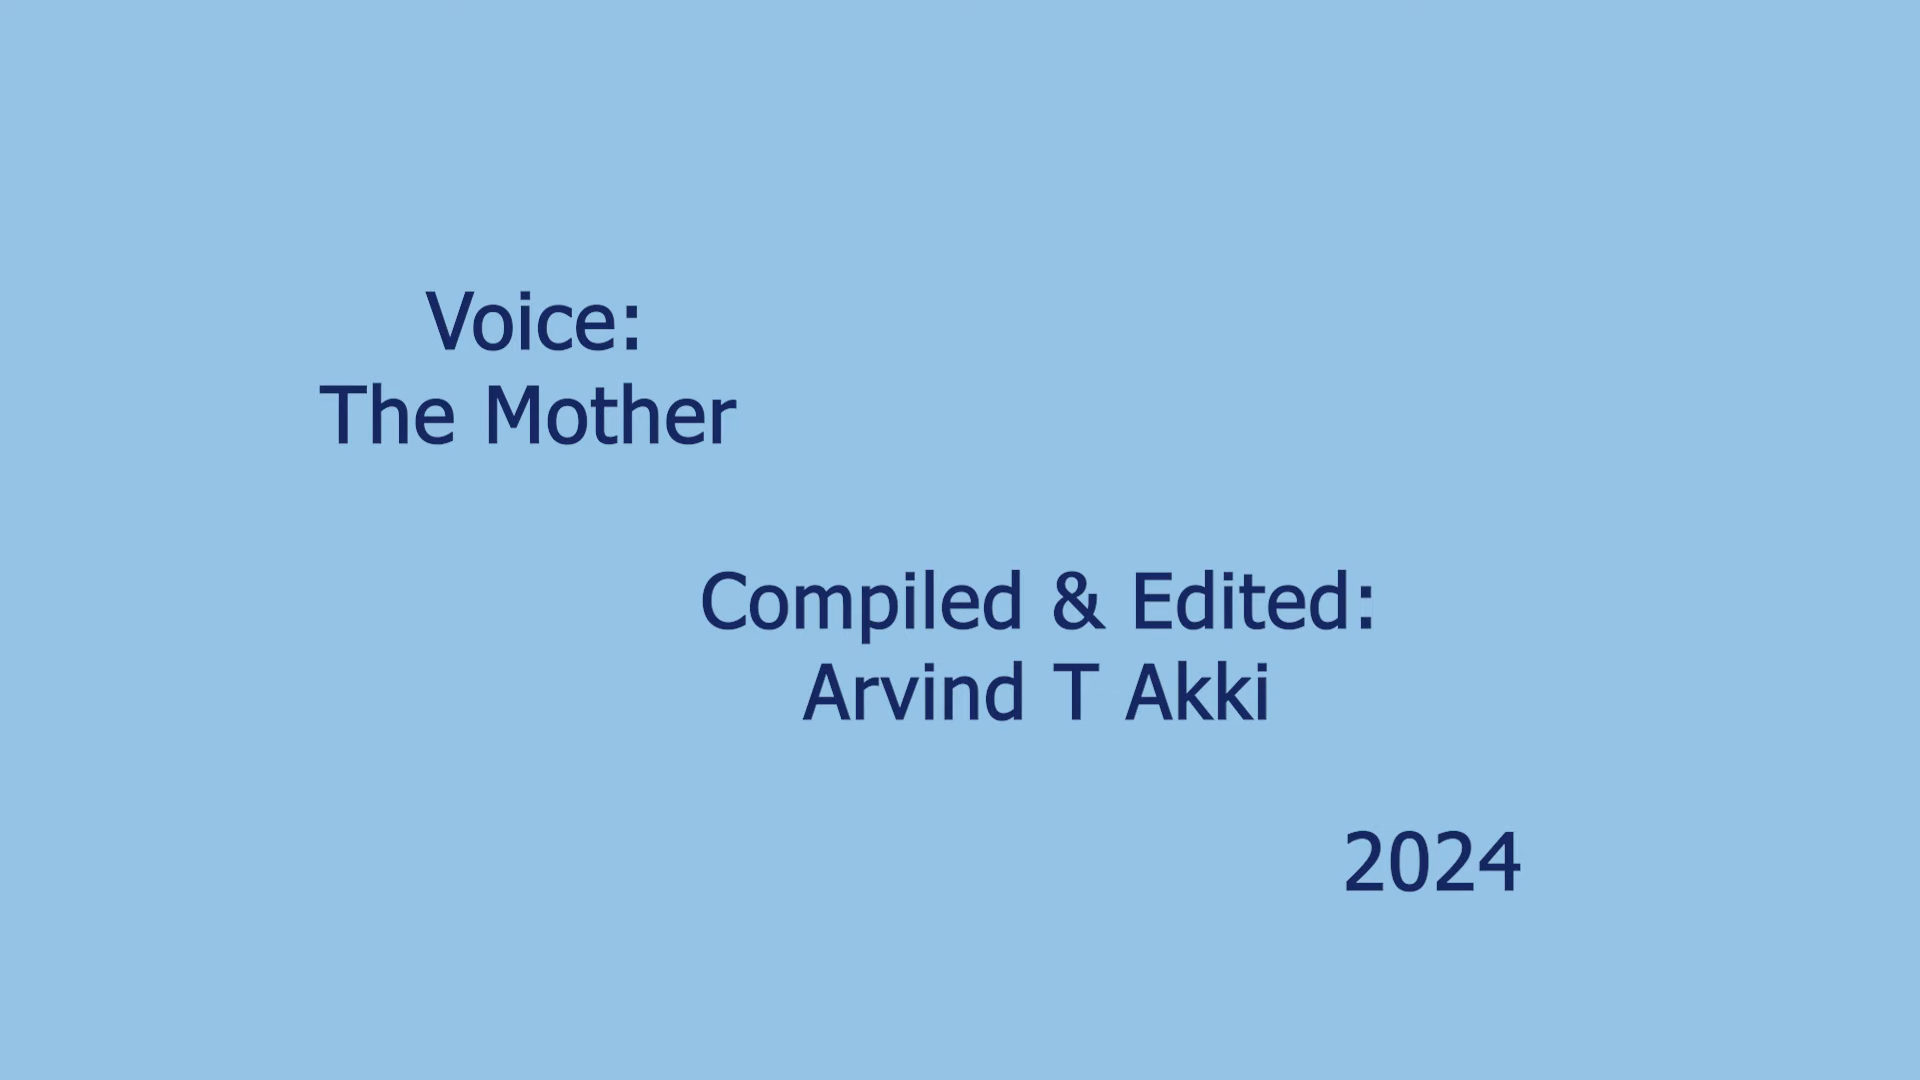 Voice:
The Mother
Compiled & Edited:
Arvind T Akki
2024